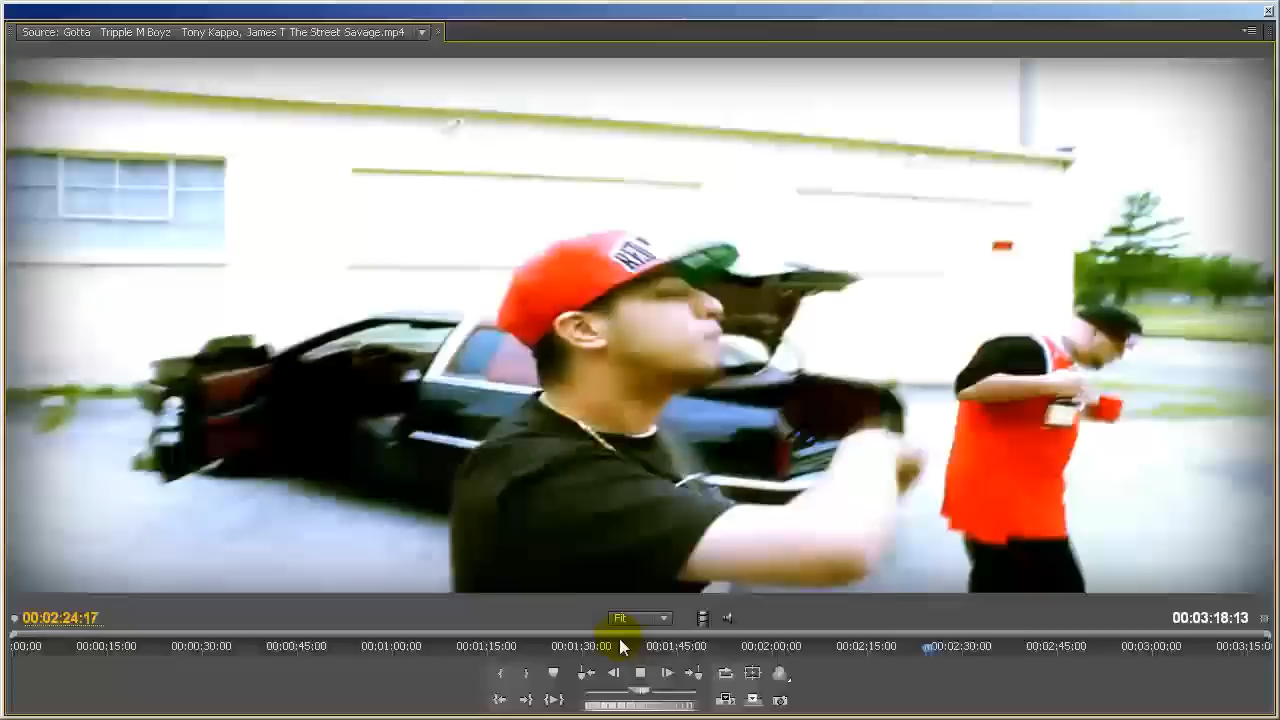 Source: Gotta Tripple M Boyz Tony Kappo, James T The Street Savage.mp4
00:02:24:17
Fit
00:03:18:13
;00;00 00;00;15;00 00;00;30;00 00;00;45;00 00;01;00;00 00;01;15;00 00;01;30;00 00;01;45;00 00;02;00;00 00;02;15;00 00;02;30;00 00;02;45;00 00;03;00;00 00;03;15;0